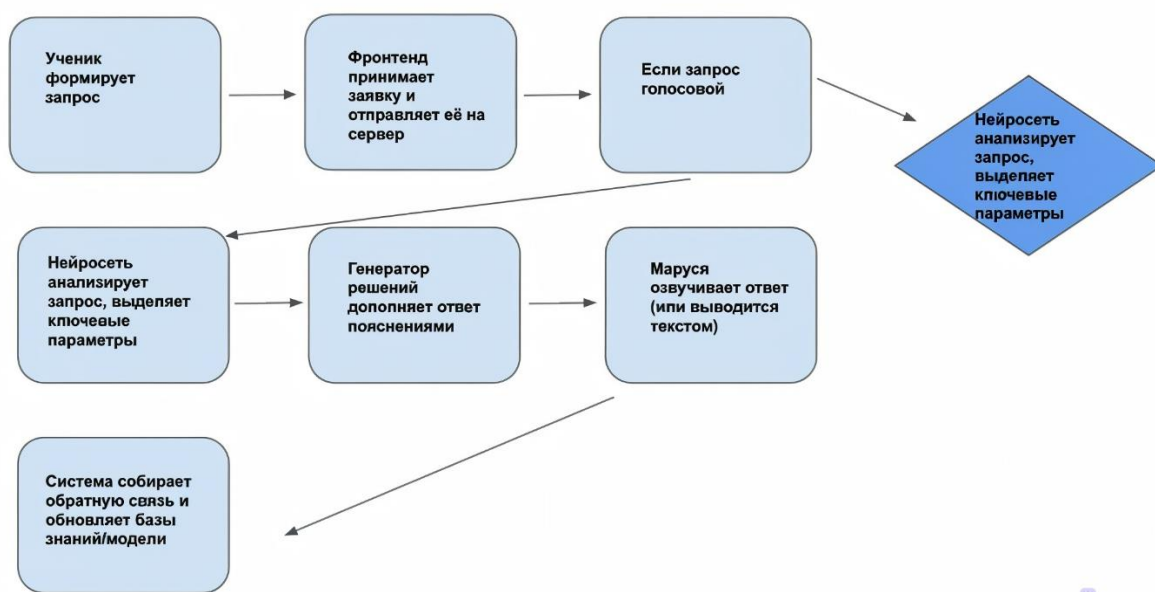 Ученик
формирует
запрос
Фронтенд
принимает
заявку и
отправляет её на
сервер
Если запрос
голосовой
Нейросеть
анализирует
запрос,
выделяет
ключевые
параметры
Нейросеть
анализирует
запрос, выделяет
ключевые
параметры
Генератор
решений
дополняет ответ
пояснениями
Маруся
озвучивает ответ
(или выводится
текстом)
Система собирает
обратную связь и
обновляет базы
знаний/модели